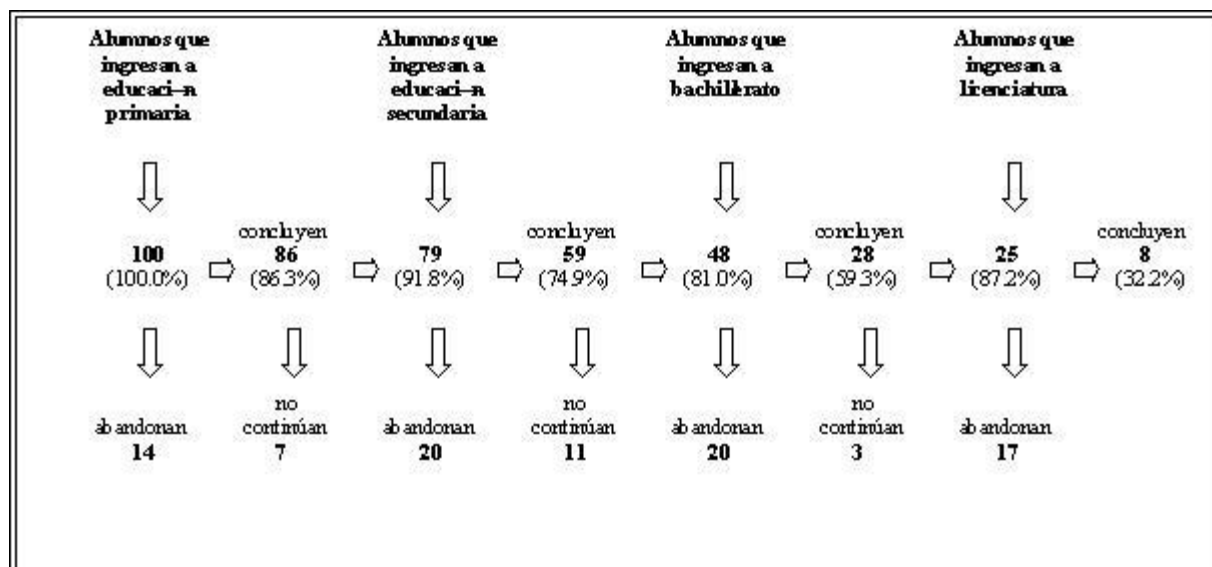 Alumnos que
ingresan a
educaci–n
primaria
Alumnos que
ingresan a
educaci–n
secundaria
Alumnos que
ingresan a
bachillerato
Alumnos que
ingresan a
licenciatura
100
(100.0%)
concluyen
86
(86.3%)
79
(91.8%)
concluyen
59
(74.9%)
48
(81.0%)
concluyen
28
(59.3%)
25
(87.2%)
concluyen
8
(32.2%)
abandonan
14
no
continúan
7
abandonan
20
no
continúan
11
abandonan
20
no
continúan
3
abandonan
17